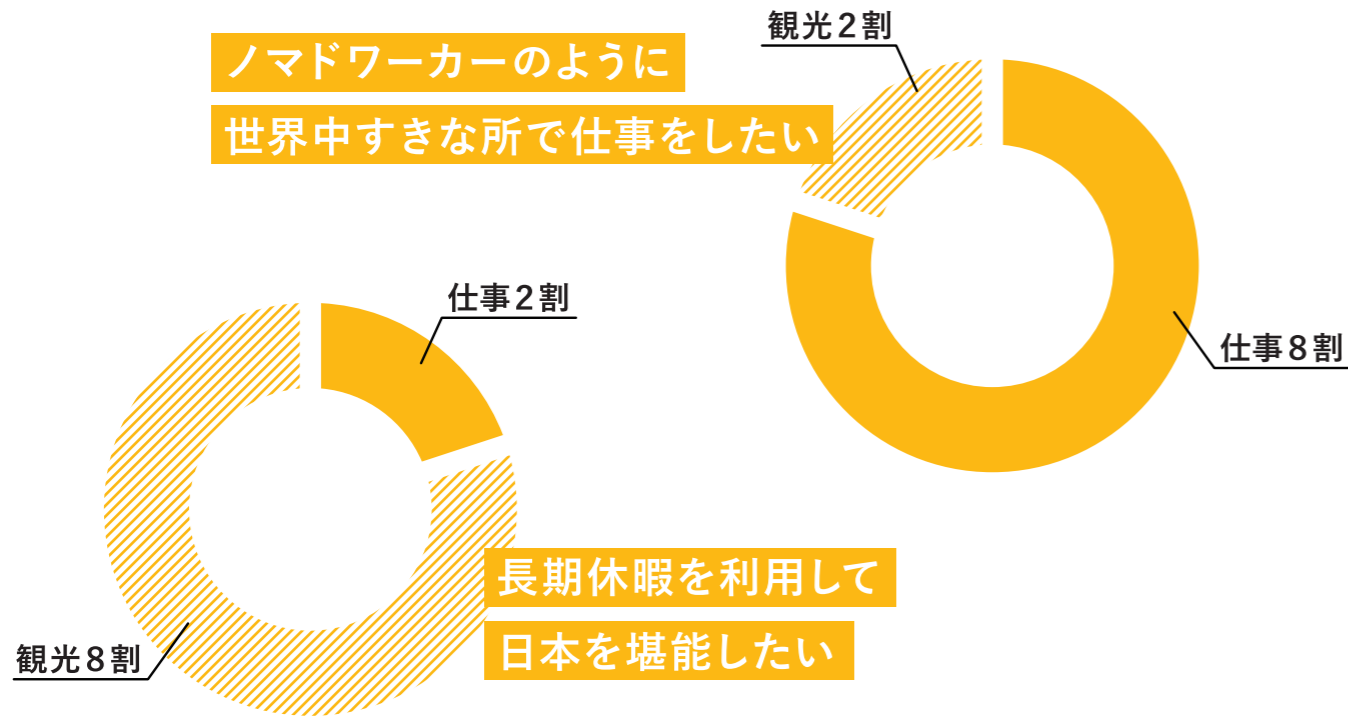 観光2割
ノマドワーカーのように
世界中すきな所で仕事をしたい
仕事8割
仕事2割
長期休暇を利用して
日本を堪能したい
観光8割